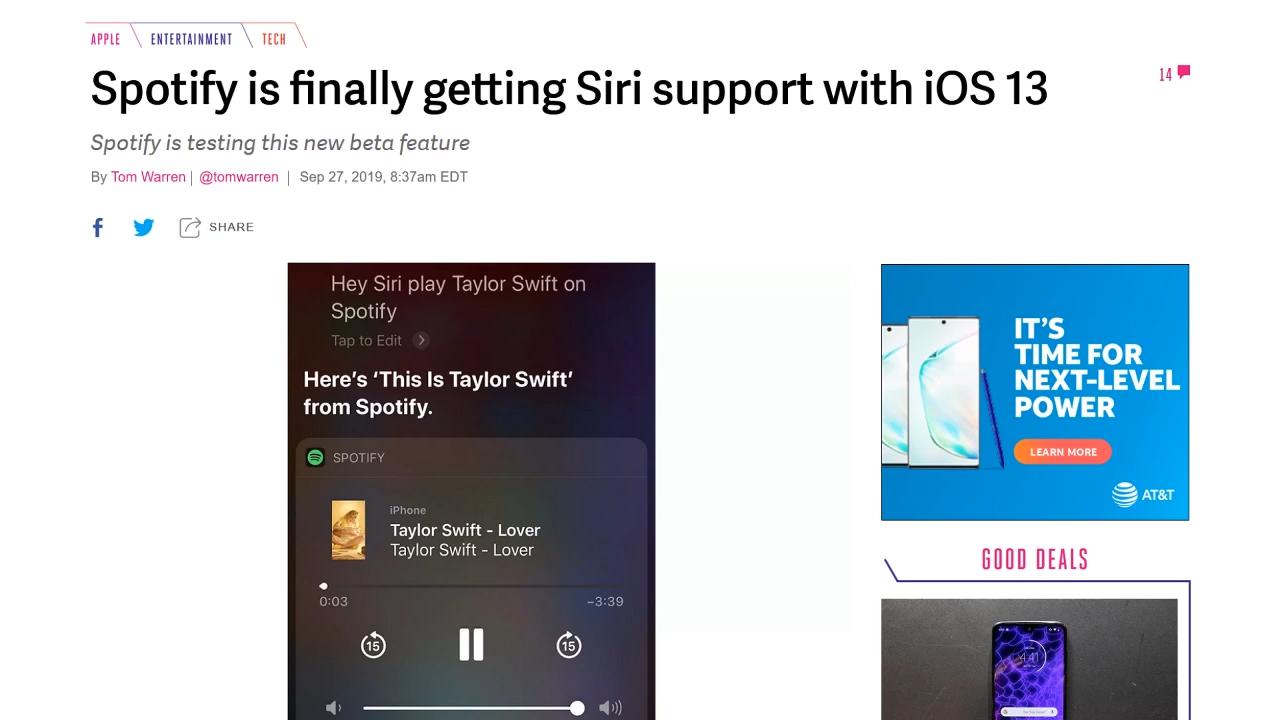 APPLE ENTERTAINMENT TECH
Spotify is finally getting Siri support with iOS 13
14
Spotify is testing this new beta feature
By Tom Warren | @tomwarren | Sep 27, 2019, 8:37am EDT
SHARE
Hey Siri play Taylor Swift on
Spotify
Tap to Edit
Here's 'This Is Taylor Swift'
from Spotify.
SPOTIFY
iPhone
Taylor Swift - Lover
Taylor Swift - Lover
0:03
-3:39
15
15
IT'S
TIME FOR
NEXT-LEVEL
POWER
LEARN MORE
AT&T
GOOD DEALS
4:41